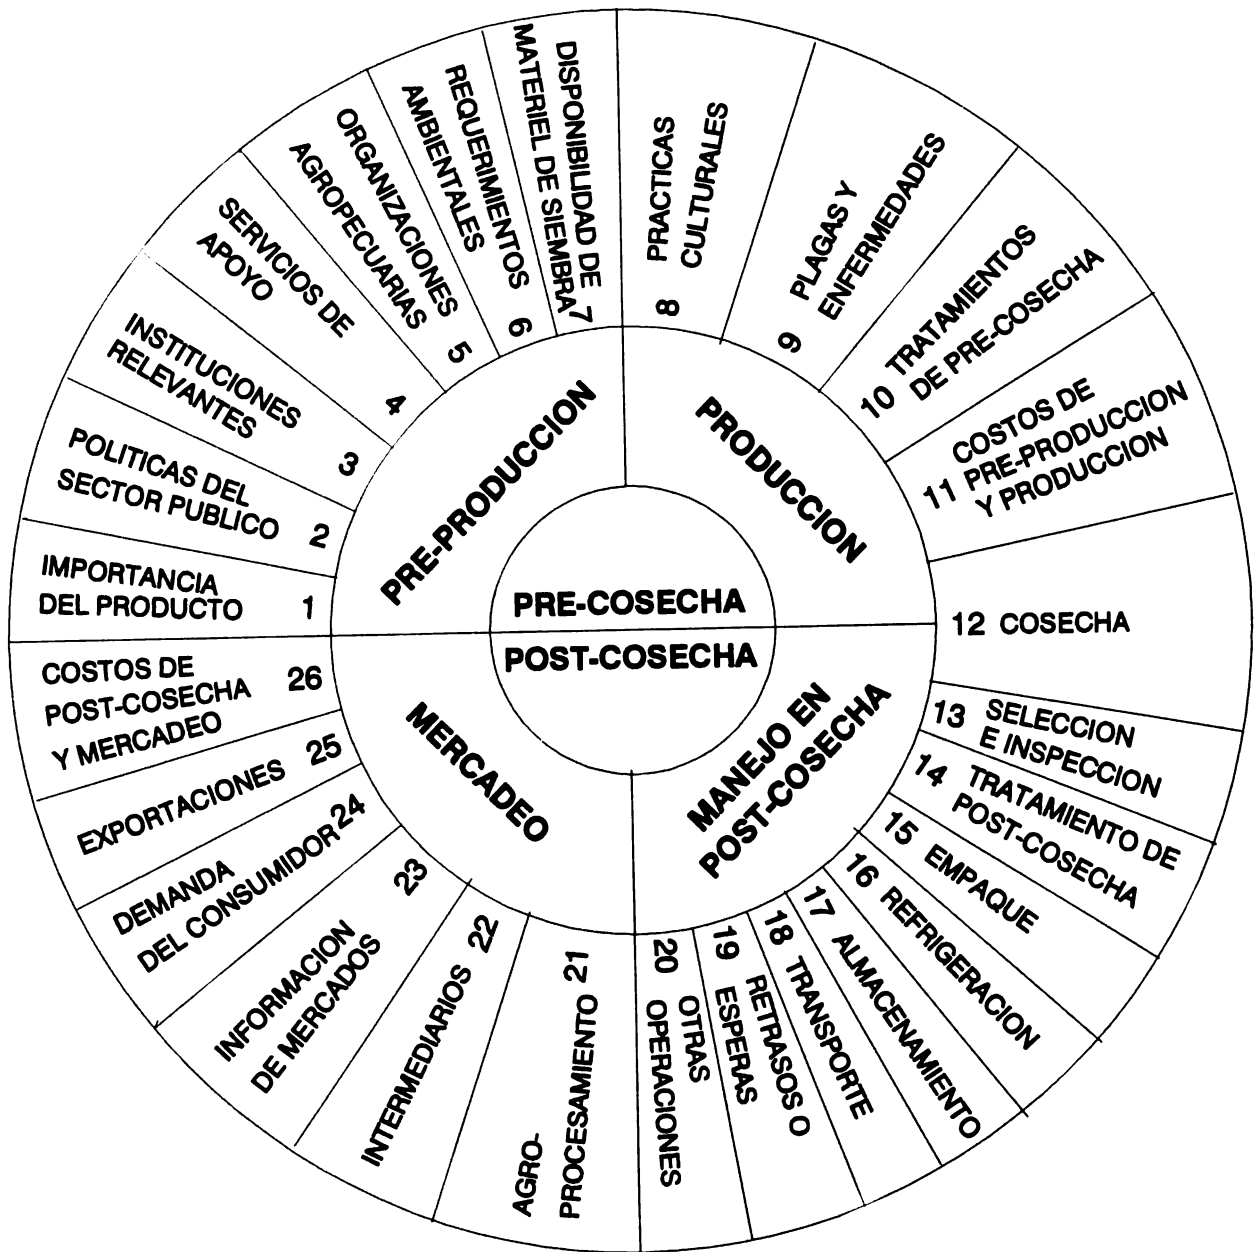 PRE-COSECHA
POST-COSECHA
PRE-PRODUCCION
PRODUCCION
MANEJO EN
POST-COSECHA
MERCADEO
IMPORTANCIA
DEL PRODUCTO 1
POLITICAS DEL
SECTOR PUBLICO 2
INSTITUCIONES
RELEVANTES 3
SERVICIOS DE
APOYO 4
ORGANIZACIONES
AGROPECUARIAS 5
REQUERIMIENTOS
AMBIENTALES 6
DISPONIBILIDAD DE
MATERIEL DE SIEMBRA 7
8 PRACTICAS
CULTURALES
9 PLAGAS Y
ENFERMEDADES
10 TRATAMIENTOS
DE PRE-COSECHA
COSTOS DE
11 PRE-PRODUCCION
Y PRODUCCION
12 COSECHA
13 SELECCION
E INSPECCION
14 TRATAMIENTO DE
POST-COSECHA
15 EMPAQUE
16 REFRIGERACION
17 ALMACENAMIENTO
18 TRANSPORTE
19 RETRASOS O
ESPERAS
20 OTRAS
OPERACIONES
AGRO-
PROCESAMIENTO 21
INTERMEDIARIOS 22
INFORMACION
DE MERCADOS 23
DEMANDA
DEL CONSUMIDOR 24
EXPORTACIONES 25
COSTOS DE
POST-COSECHA 26
Y MERCADEO